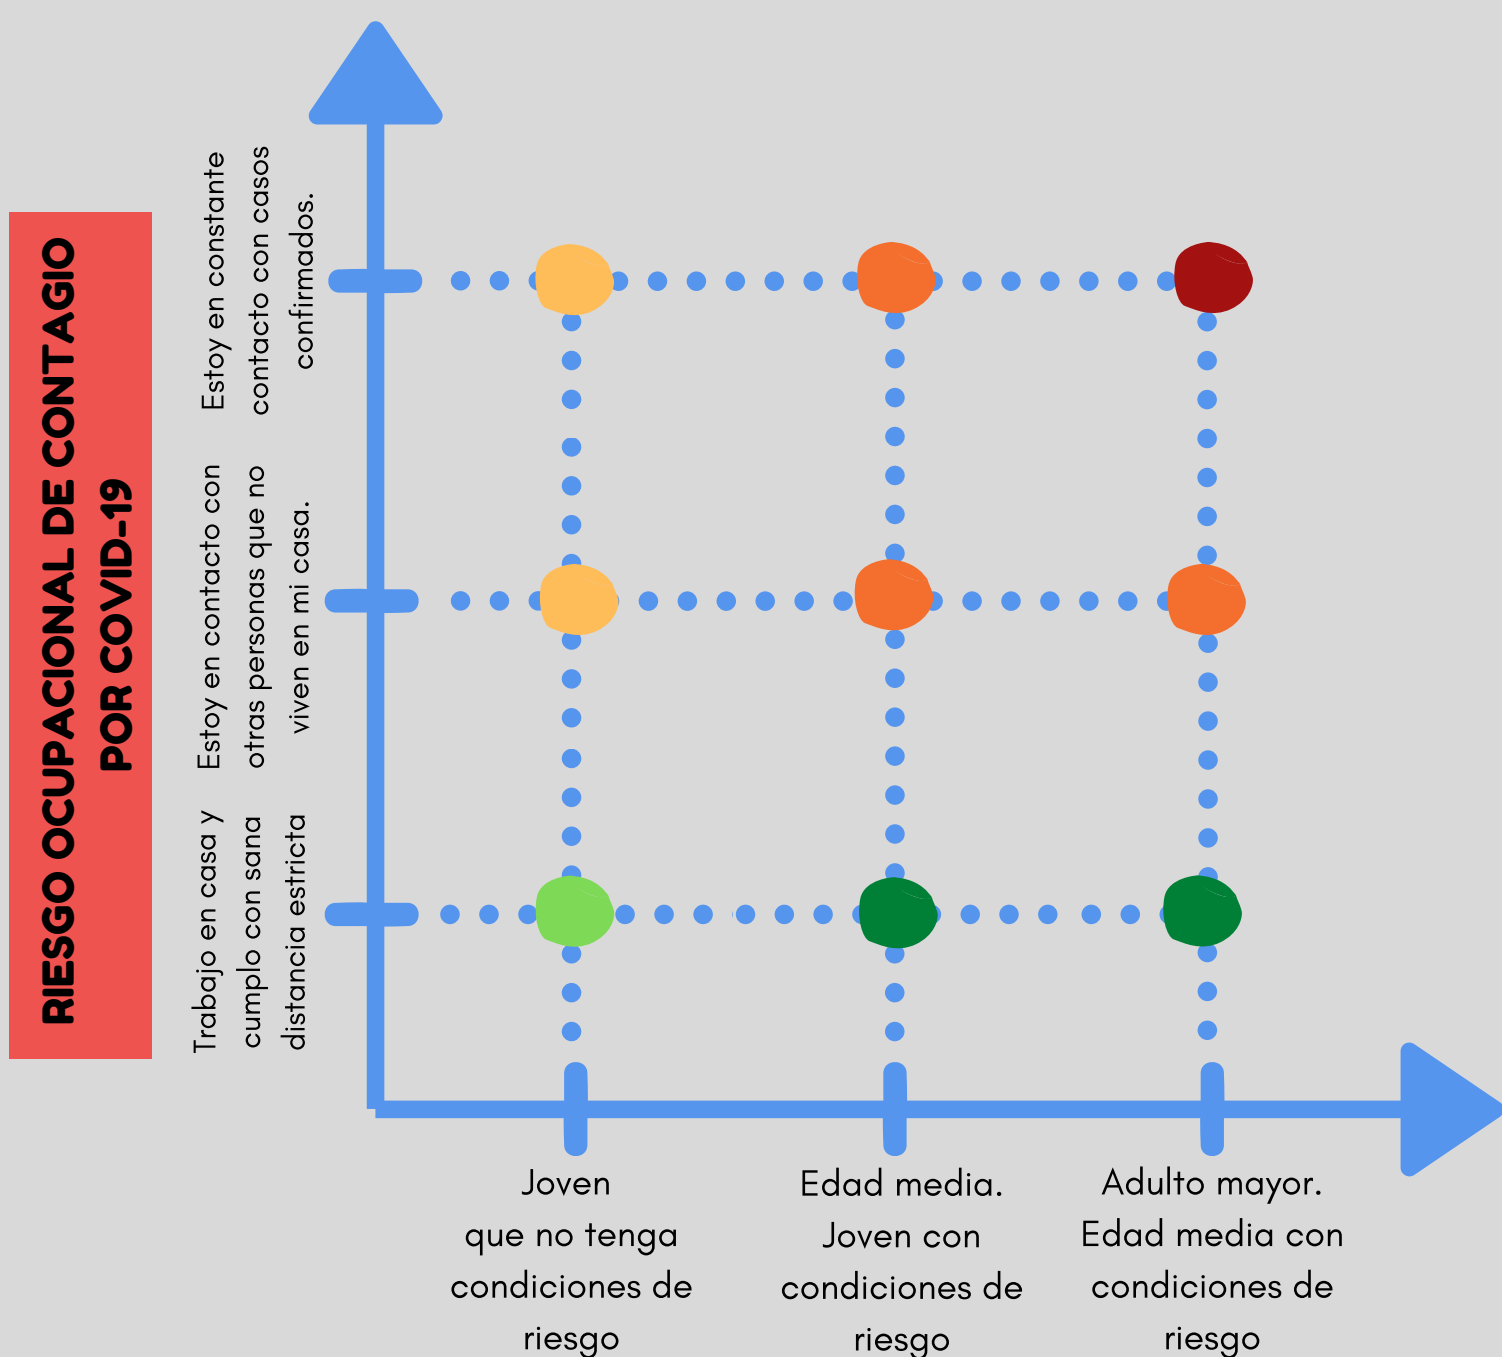 RIESGO OCUPACIONAL DE CONTAGIO
POR COVID-19
Estoy en constante
contacto con casos
confirmados.
Estoy en contacto con
otras personas que no
viven en mi casa.
Trabajo en casa y
cumplo con sana
distancia estricta
Joven
que no tenga
condiciones de
riesgo
Edad media.
Joven con
condiciones de
riesgo
Adulto mayor.
Edad media con
condiciones de
riesgo